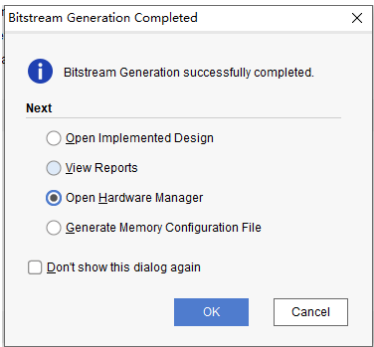 Bitstream Generation Completed
Bitstream Generation successfully completed.
Next
Open Implemented Design
View Reports
Open Hardware Manager
Generate Memory Configuration File
Don't show this dialog again
OK
Cancel